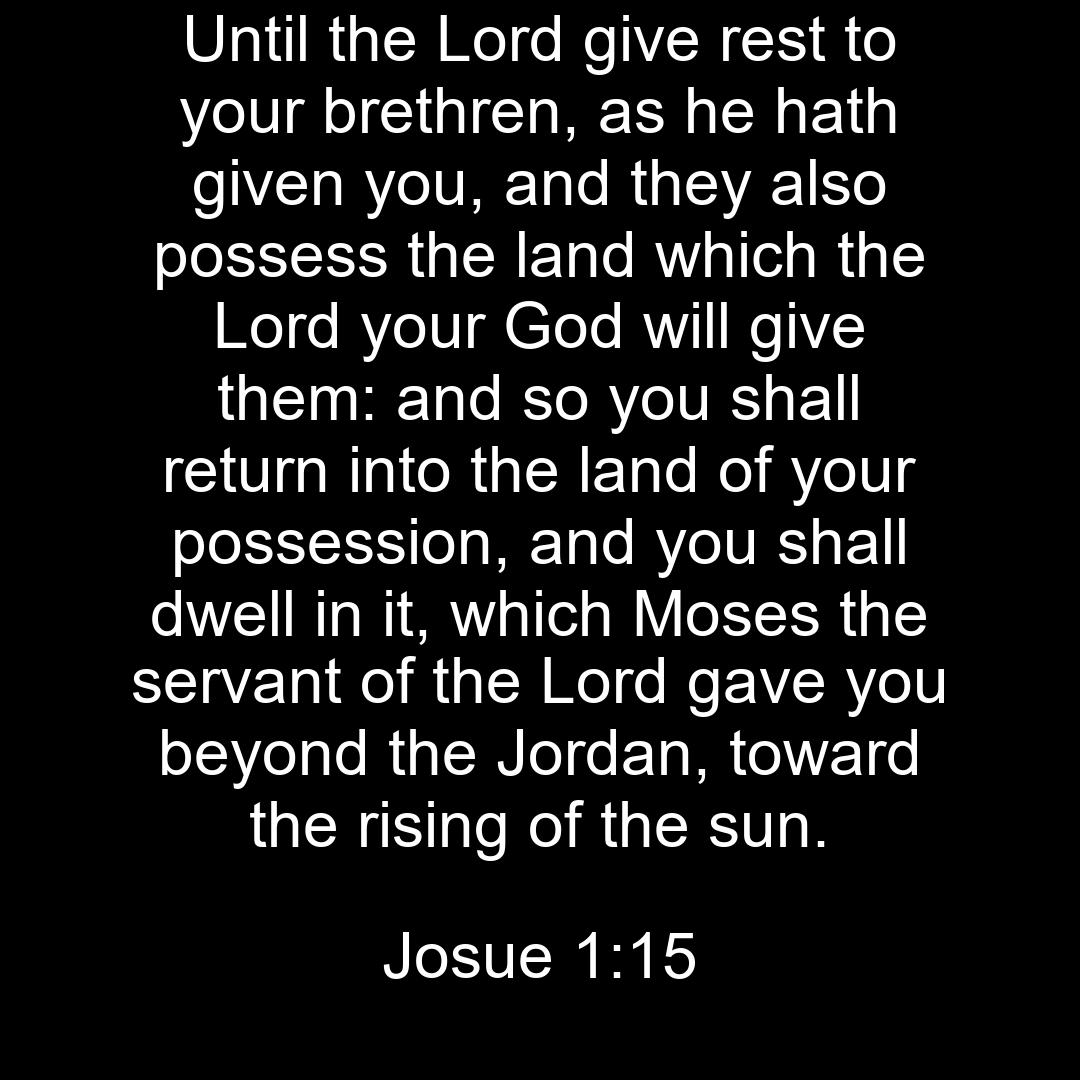 Until the Lord give rest to
your brethren, as he hath
given you, and they also
possess the land which the
Lord your God will give
them: and so you shall
return into the land of your
possession, and you shall
dwell in it, which Moses the
servant of the Lord gave you
beyond the Jordan, toward
the rising of the sun.
Josue 1:15